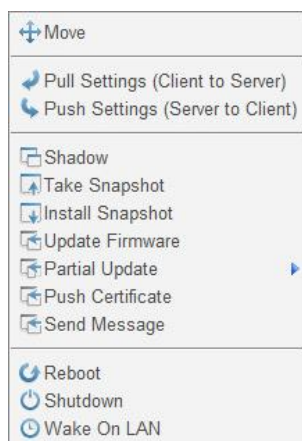 Move
Pull Settings (Client to Server)
Push Settings (Server to Client)
Shadow
Take Snapshot
Install Snapshot
Update Firmware
Partial Update
Push Certificate
Send Message
Reboot
Shutdown
Wake On LAN